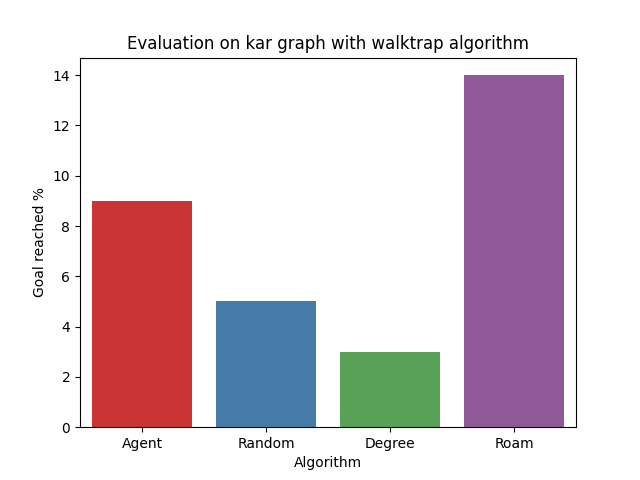 Evaluation on kar graph with walktrap algorithm
Goal reached %
14
12
10
8
6
4
2
0
Agent Random Degree Roam
Algorithm